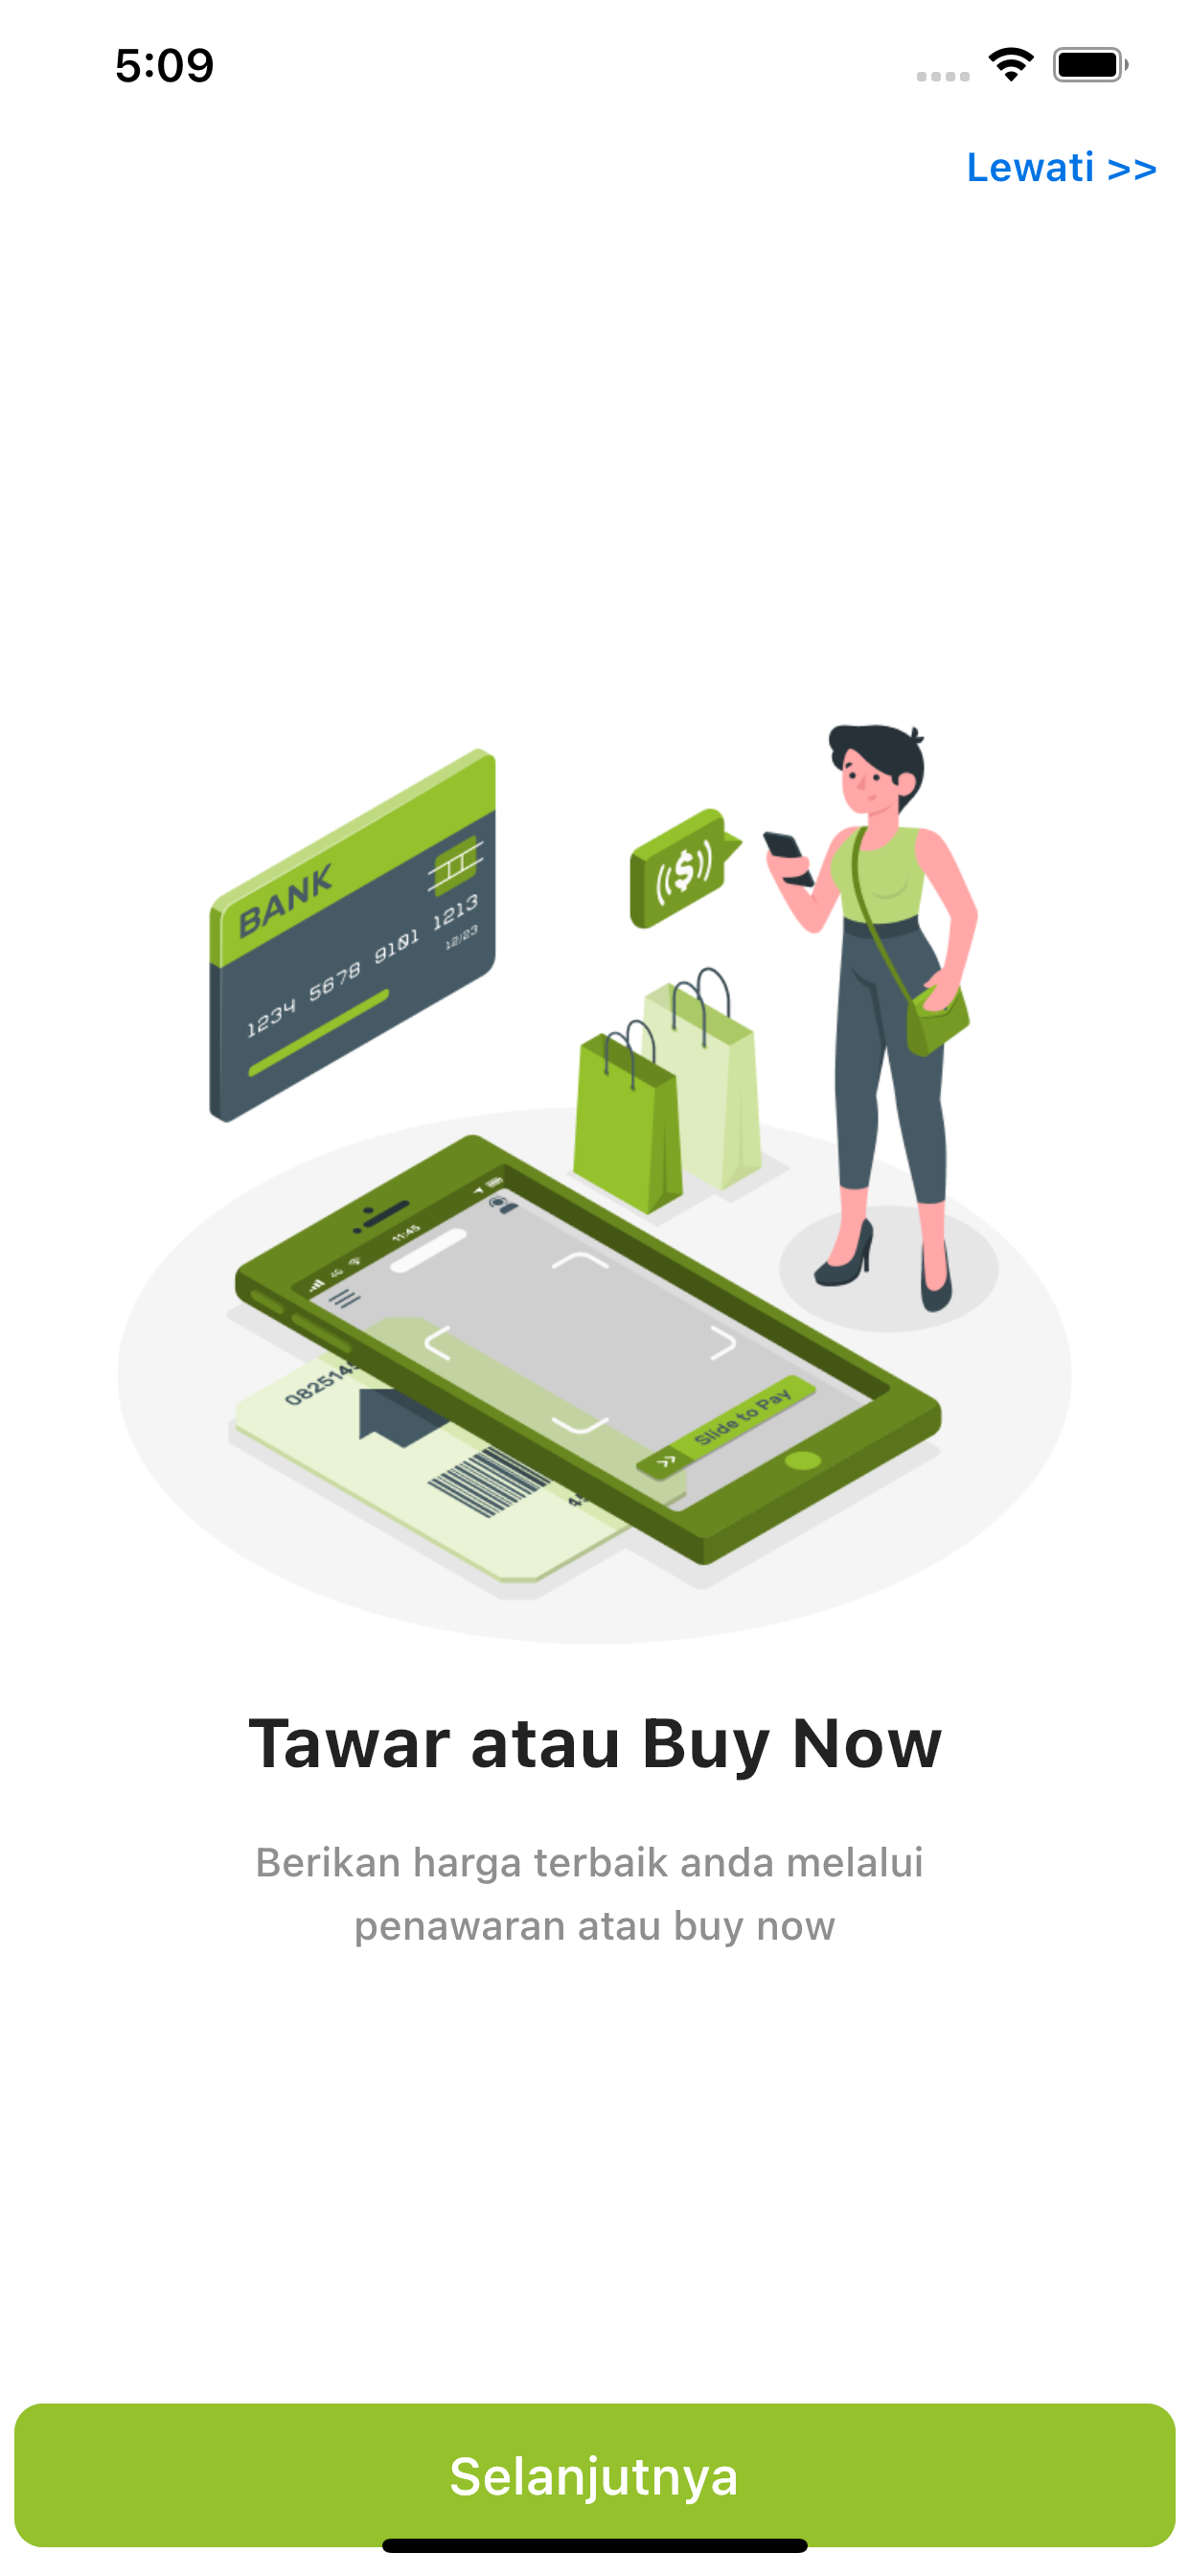 5:09
Lewati >>
BANK
1234 5678 9101 1213
12/23
(($))
11:45
4G
Slide to Pay
>>
Tawar atau Buy Now
Berikan harga terbaik anda melalui
penawaran atau buy now
Selanjutnya